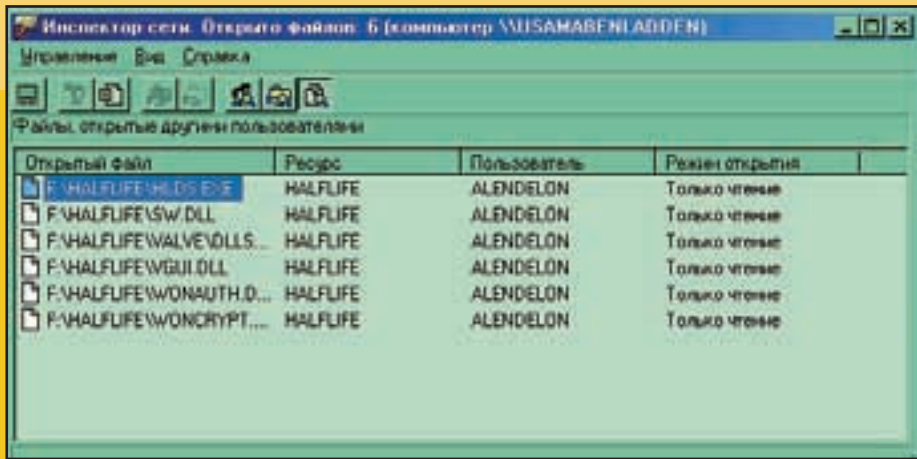 Инспектор сети. Открыто файлов: 6 (компьютер \\USAMABENLADDEN)
Управление Вид Справка
Файлы, открытые другими пользователями
Открытый файл Ресурс Пользователь Режим открытия
F:\HALFLIFE\HLDS.EXE HALFLIFE ALENDELON Только чтение
F:\HALFLIFE\SW.DLL HALFLIFE ALENDELON Только чтение
F:\HALFLIFE\VALVE\DLLS... HALFLIFE ALENDELON Только чтение
F:\HALFLIFE\VGUI.DLL HALFLIFE ALENDELON Только чтение
F:\HALFLIFE\WONAUTH.D... HALFLIFE ALENDELON Только чтение
F:\HALFLIFE\WONCRYPT.... HALFLIFE ALENDELON Только чтение